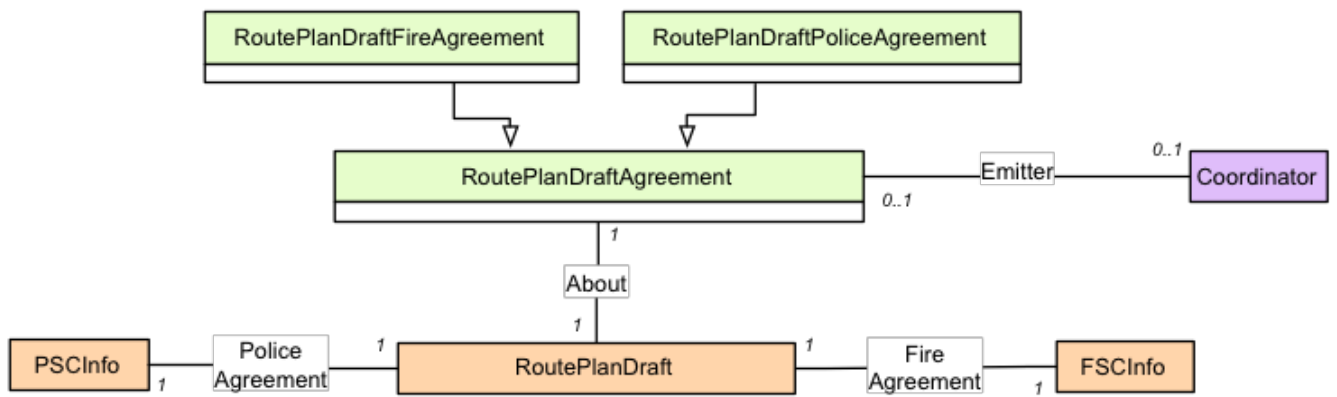 RoutePlanDraftFireAgreement
RoutePlanDraftPoliceAgreement
RoutePlanDraftAgreement
0..1
Emitter
0..1
Coordinator
1
About
1
PSCInfo
1
Police
Agreement
1
RoutePlanDraft
1
Fire
Agreement
1
FSCInfo